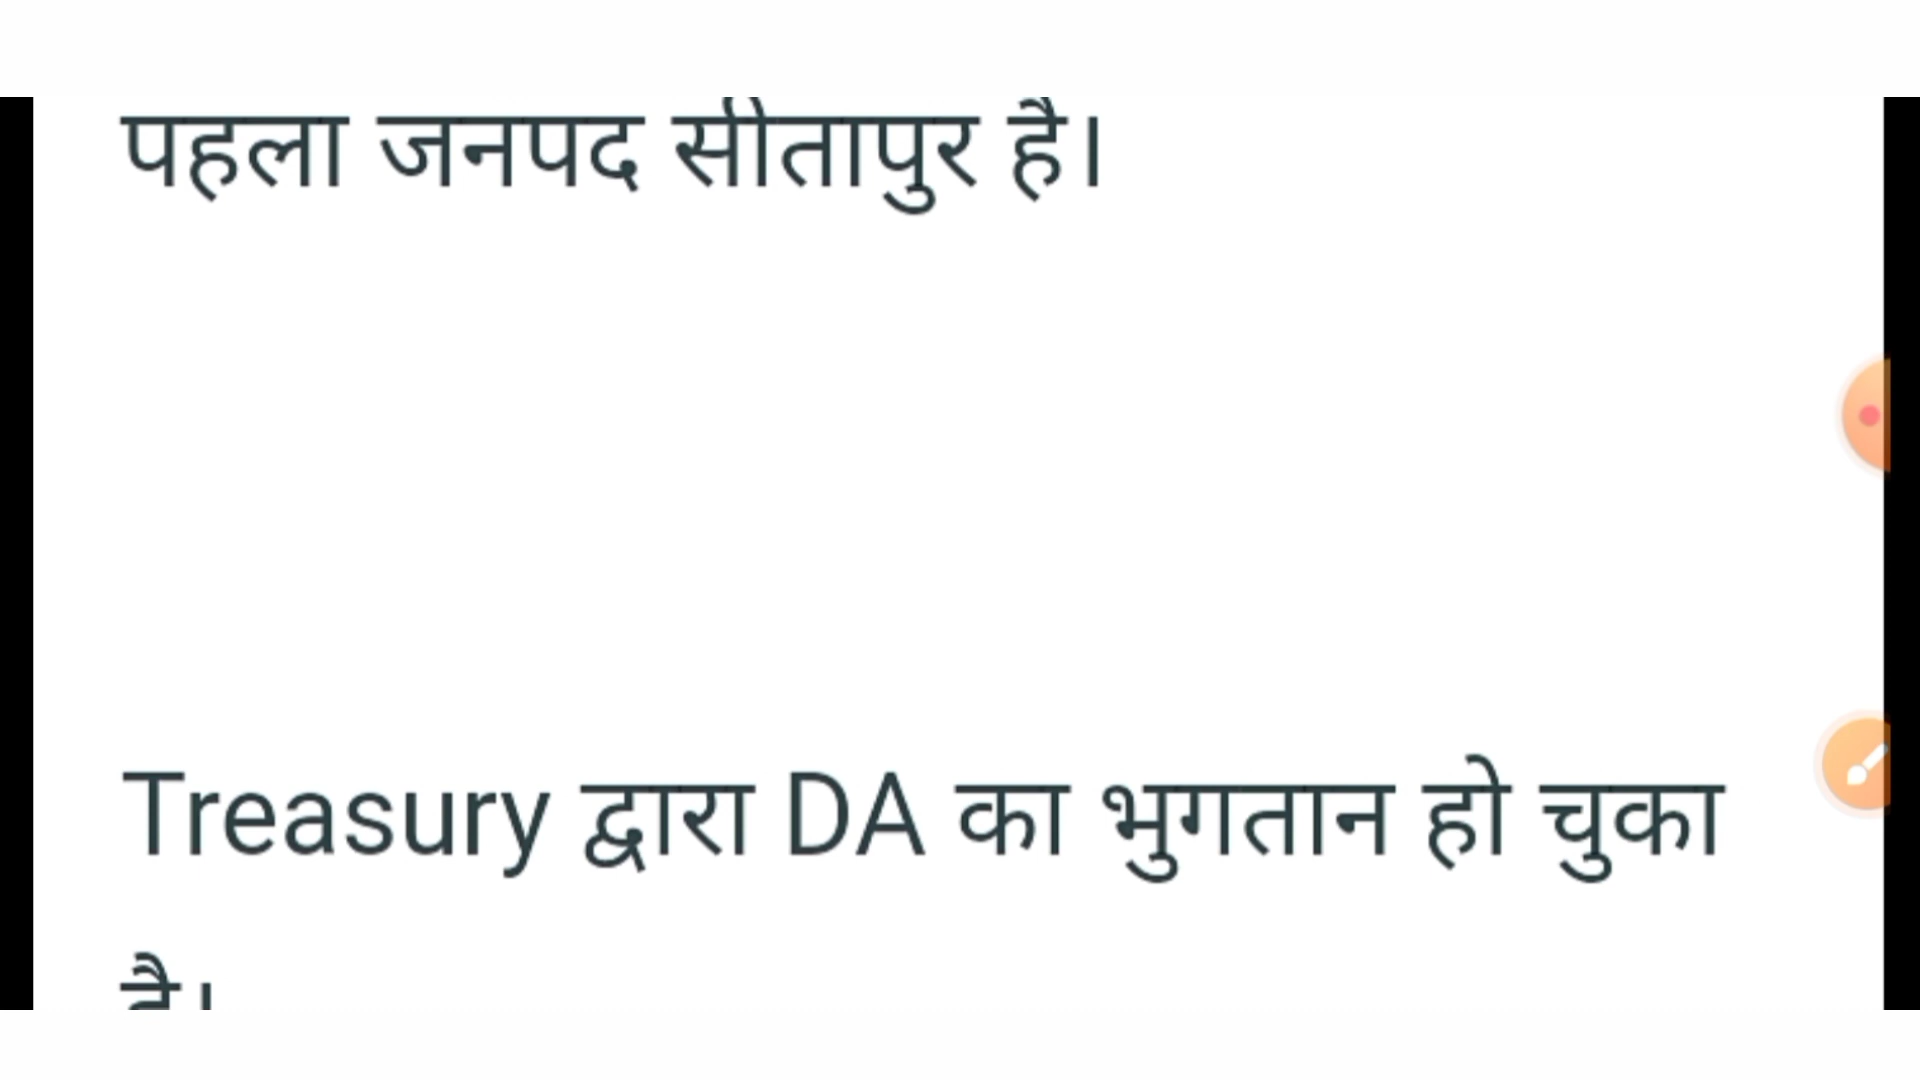 पहला जनपद सीतापुर है।
Treasury द्वारा DA का भुगतान हो चुका
है।